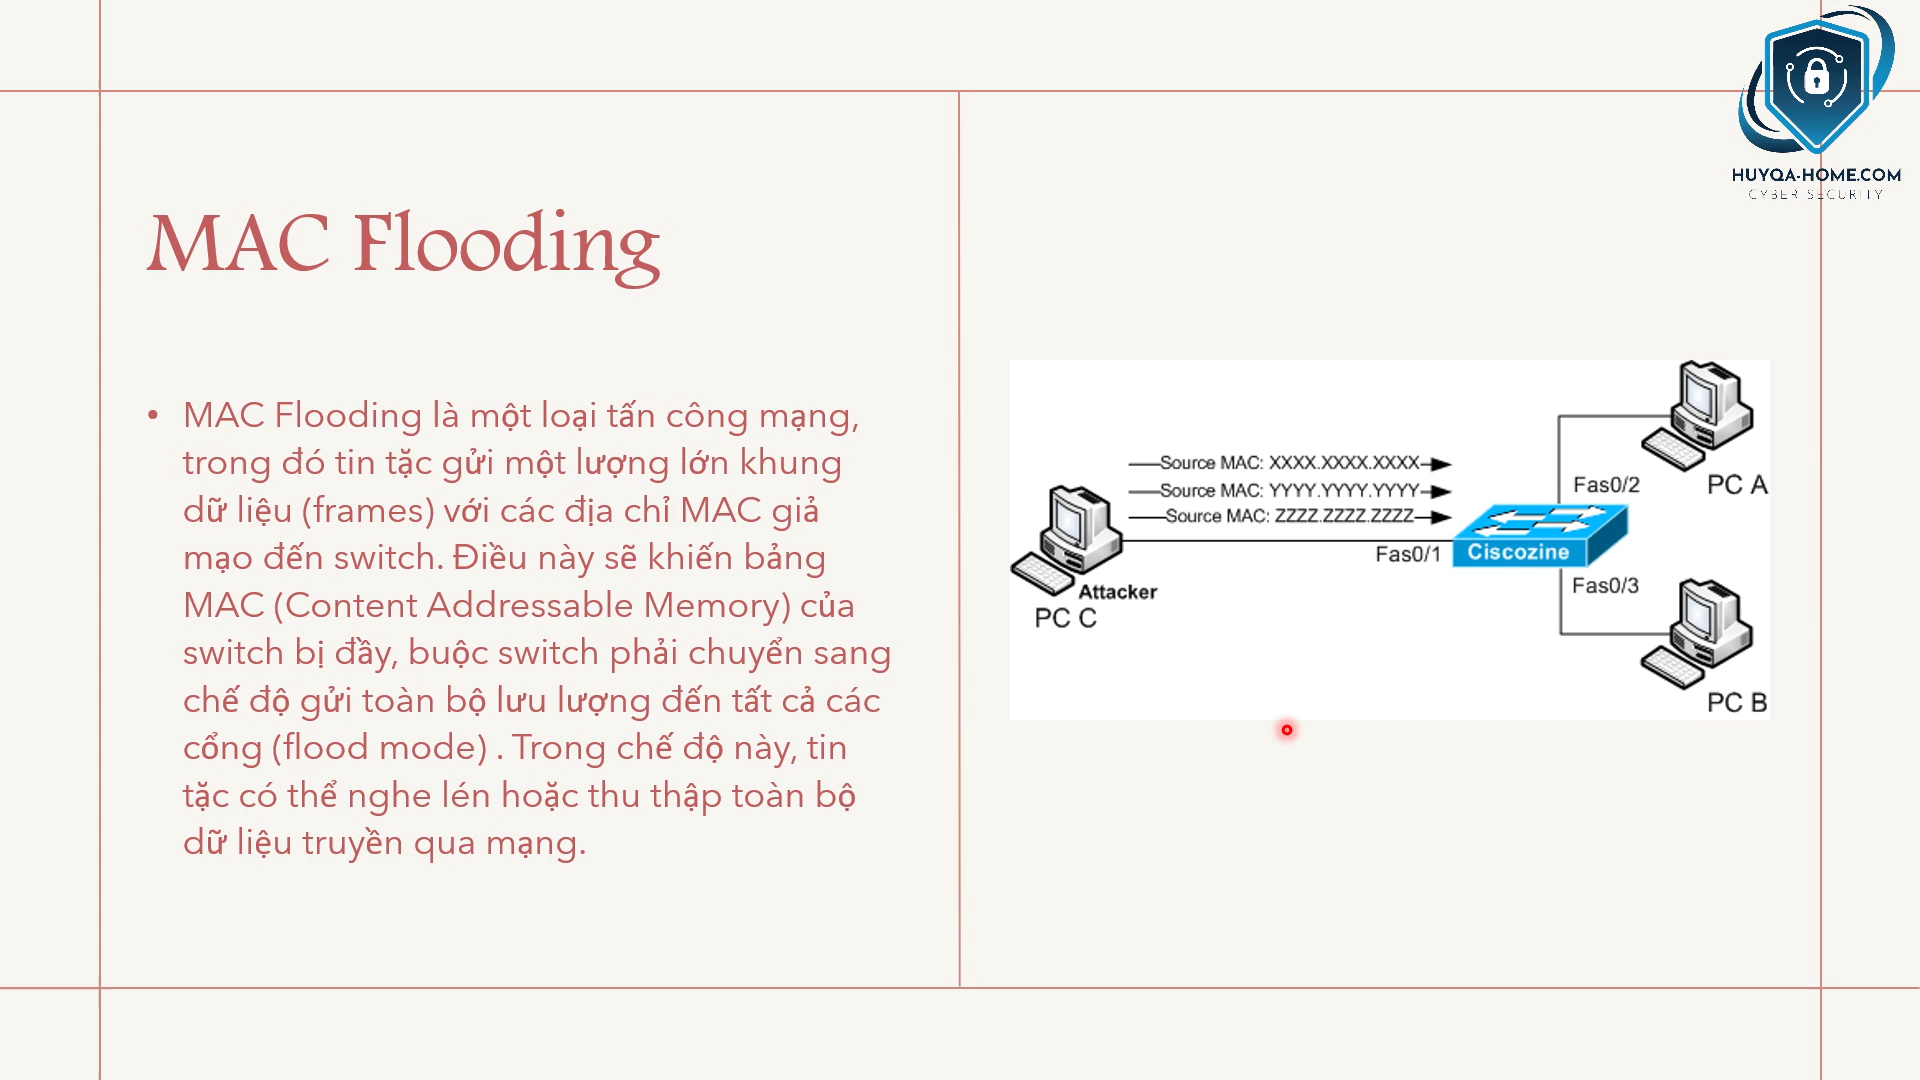 HUYQA-HOME.COM
CYBER SECURITY
MAC Flooding
• MAC Flooding là một loại tấn công mạng,
trong đó tin tặc gửi một lượng lớn khung
dữ liệu (frames) với các địa chỉ MAC giả
mạo đến switch. Điều này sẽ khiến bảng
MAC (Content Addressable Memory) của
switch bị đầy, buộc switch phải chuyển sang
chế độ gửi toàn bộ lưu lượng đến tất cả các
cổng (flood mode) . Trong chế độ này, tin
tặc có thể nghe lén hoặc thu thập toàn bộ
dữ liệu truyền qua mạng.
Source MAC: XXXX.XXXX.XXXX
Source MAC: YYYY.YYYY.YYYY
Source MAC: ZZZZ.ZZZZ.ZZZZ
Fas0/2
PC A
Fas0/1
Ciscozine
Fas0/3
Attacker
PC C
PC B